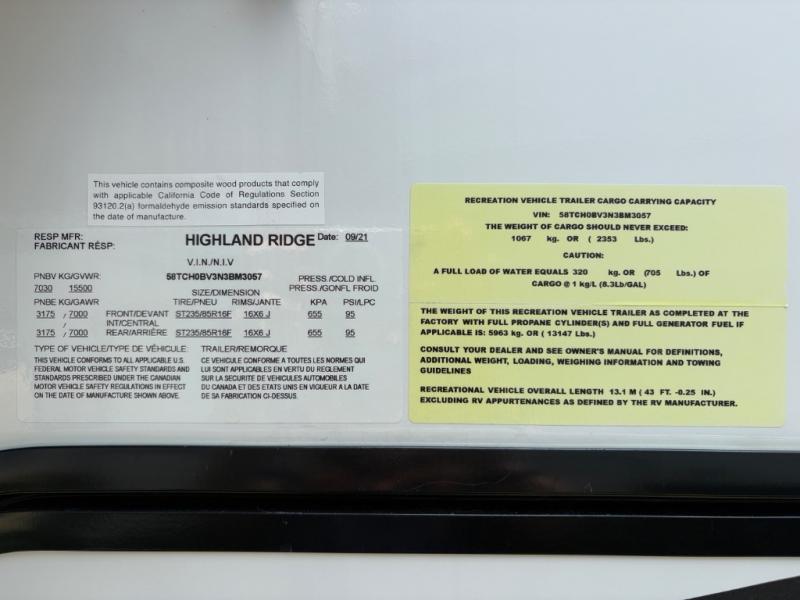 This vehicle contains composite wood products that comply
with applicable California Code of Regulations Section
93120.2(a) formaldehyde emission standards specified on
the date of manufacture.
RESP MFR: HIGHLAND RIDGE Date: 09/21
FABRICANT RÉSP:
V.I.N./N.I.V
PNBV KG/GVWR: 58TCH0BV3N3BM3057 PRESS./COLD INFL
7030 15500 SIZE/DIMENSION PRESS./GONFL FROID
PNBE KG/GAWR TIRE/PNEU RIMS/JANTE KPA PSI/LPC
3175 / 7000 FRONT/DEVANT ST235/85R16F 16X6 J 655 95
INT/CENTRAL
3175 / 7000 REAR/ARRIÈRE ST235/85R16F 16X6 J 655 95
TYPE OF VEHICLE/TYPE DE VÉHICULE: TRAILER/REMORQUE
THIS VEHICLE CONFORMS TO ALL APPLICABLE U.S.
FEDERAL MOTOR VEHICLE SAFETY STANDARDS AND
STANDARDS PRESCRIBED UNDER THE CANADIAN
MOTOR VEHICLE SAFETY REGULATIONS IN EFFECT
ON THE DATE OF MANUFACTURE SHOWN ABOVE.
CE VÉHICULE CONFORME A TOUTES LES NORMES QUI
LUI SONT APPLICABLES EN VERTU DU REGLEMENT
SUR LA SECURITE DE VEHICULES AUTOMOBILES
DU CANADA ET DES ETATS UNIS EN VIGUEUR A LA DATE
DE SA FABRICATION CI-DESSUS.
RECREATION VEHICLE TRAILER CARGO CARRYING CAPACITY
VIN: 58TCH0BV3N3BM3057
THE WEIGHT OF CARGO SHOULD NEVER EXCEED:
1067 kg. OR ( 2353 Lbs.)
CAUTION:
A FULL LOAD OF WATER EQUALS 320 kg. OR (705 Lbs.) OF
CARGO @ 1 kg/L (8.3Lb/GAL)
THE WEIGHT OF THIS RECREATION VEHICLE TRAILER AS COMPLETED AT THE
FACTORY WITH FULL PROPANE CYLINDER(S) AND FULL GENERATOR FUEL IF
APPLICABLE IS: 5963 kg. OR ( 13147 Lbs.)
CONSULT YOUR DEALER AND SEE OWNER'S MANUAL FOR DEFINITIONS,
ADDITIONAL WEIGHT, LOADING, WEIGHING INFORMATION AND TOWING
GUIDELINES
RECREATIONAL VEHICLE OVERALL LENGTH 13.1 M ( 43 FT. -0.25 IN.)
EXCLUDING RV APPURTENANCES AS DEFINED BY THE RV MANUFACTURER.